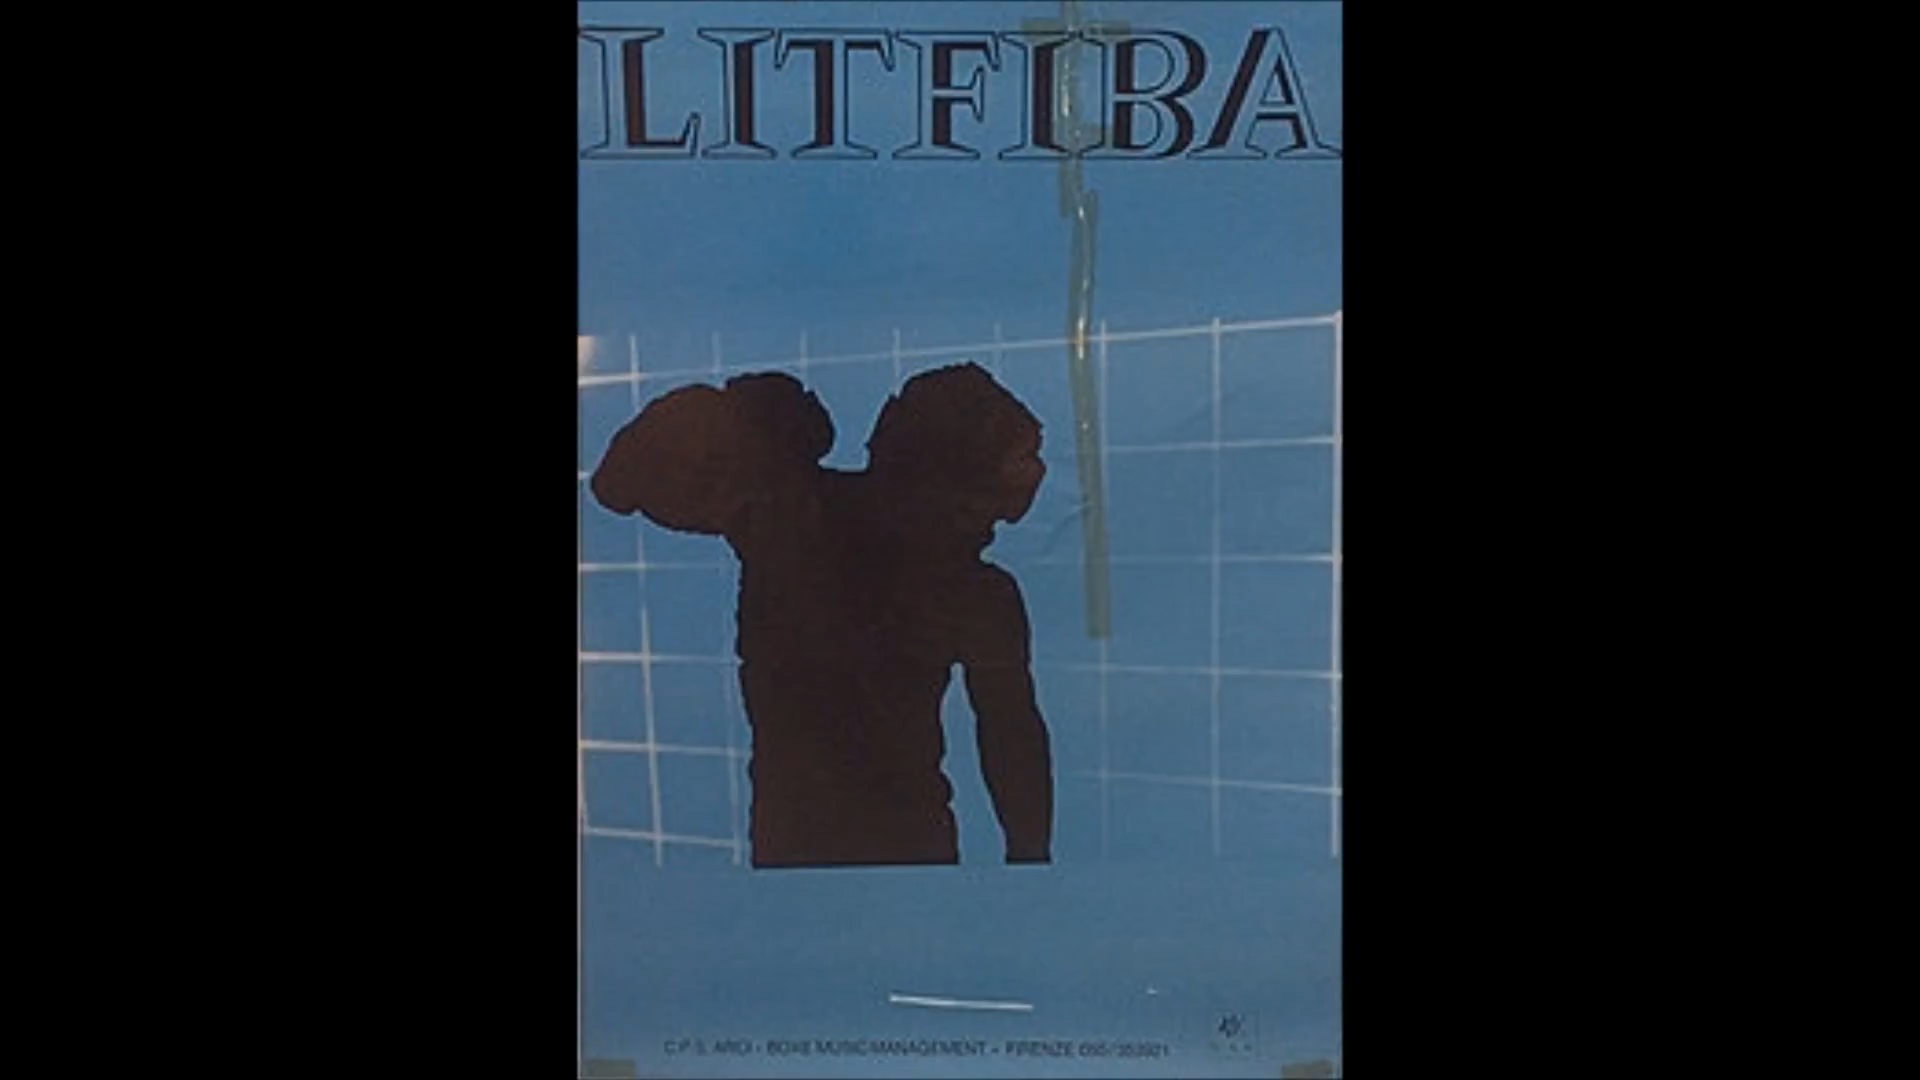 LITFIBA
C.P.S. ARCI - BOXE MUSIC MANAGEMENT - FIRENZE